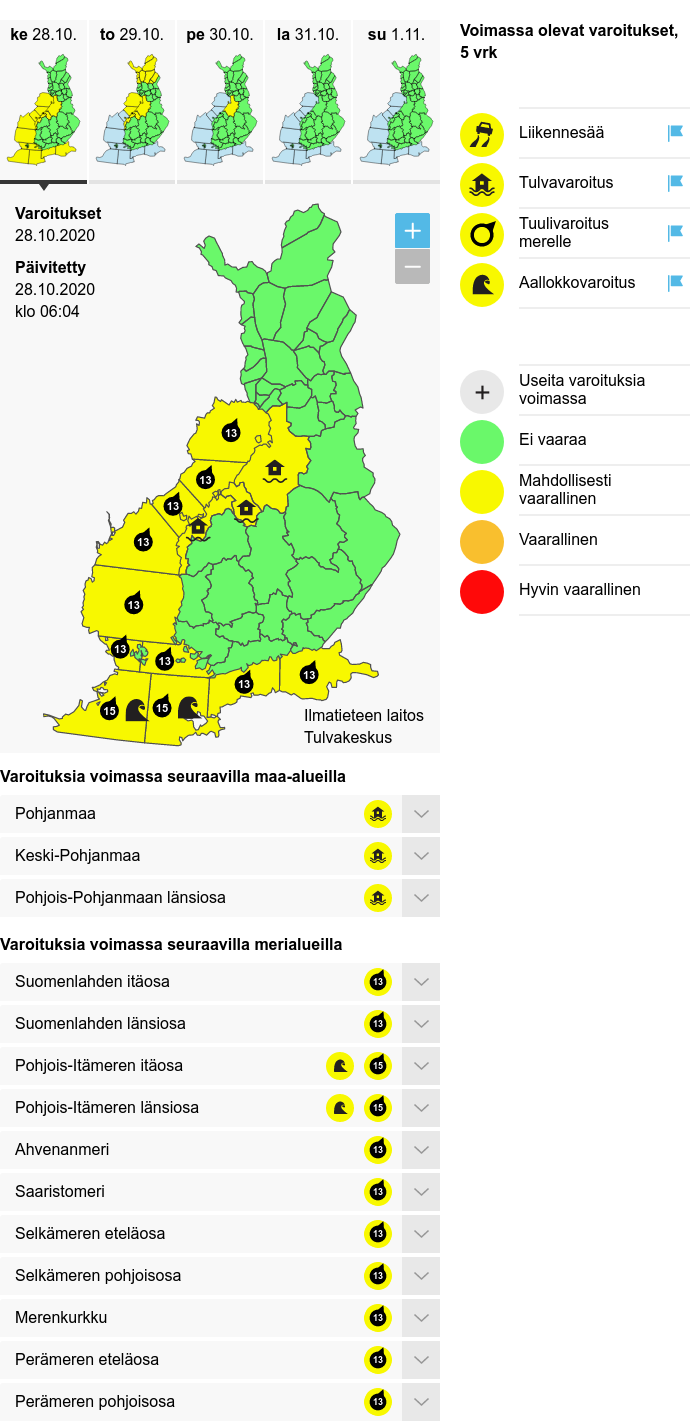 ke 28.10.
to 29.10.
pe 30.10.
la 31.10.
su 1.11.
Varoitukset
28.10.2020
Päivitetty
28.10.2020
klo 06:04
+
−
13
13
13
13
13
13
13
13
13
15
15
Ilmatieteen laitos
Tulvakeskus
Voimassa olevat varoitukset,
5 vrk
Liikennesää
Tulvavaroitus
Tuulivaroitus
merelle
Aallokkovaroitus
+
Useita varoituksia
voimassa
Ei vaaraa
Mahdollisesti
vaarallinen
Vaarallinen
Hyvin vaarallinen
Varoituksia voimassa seuraavilla maa-alueilla
Pohjanmaa
Keski-Pohjanmaa
Pohjois-Pohjanmaan länsiosa
Varoituksia voimassa seuraavilla merialueilla
Suomenlahden itäosa 13
Suomenlahden länsiosa 13
Pohjois-Itämeren itäosa 15
Pohjois-Itämeren länsiosa 15
Ahvenanmeri 13
Saaristomeri 13
Selkämeren eteläosa 13
Selkämeren pohjoisosa 13
Merenkurkku 13
Perämeren eteläosa 13
Perämeren pohjoisosa 13